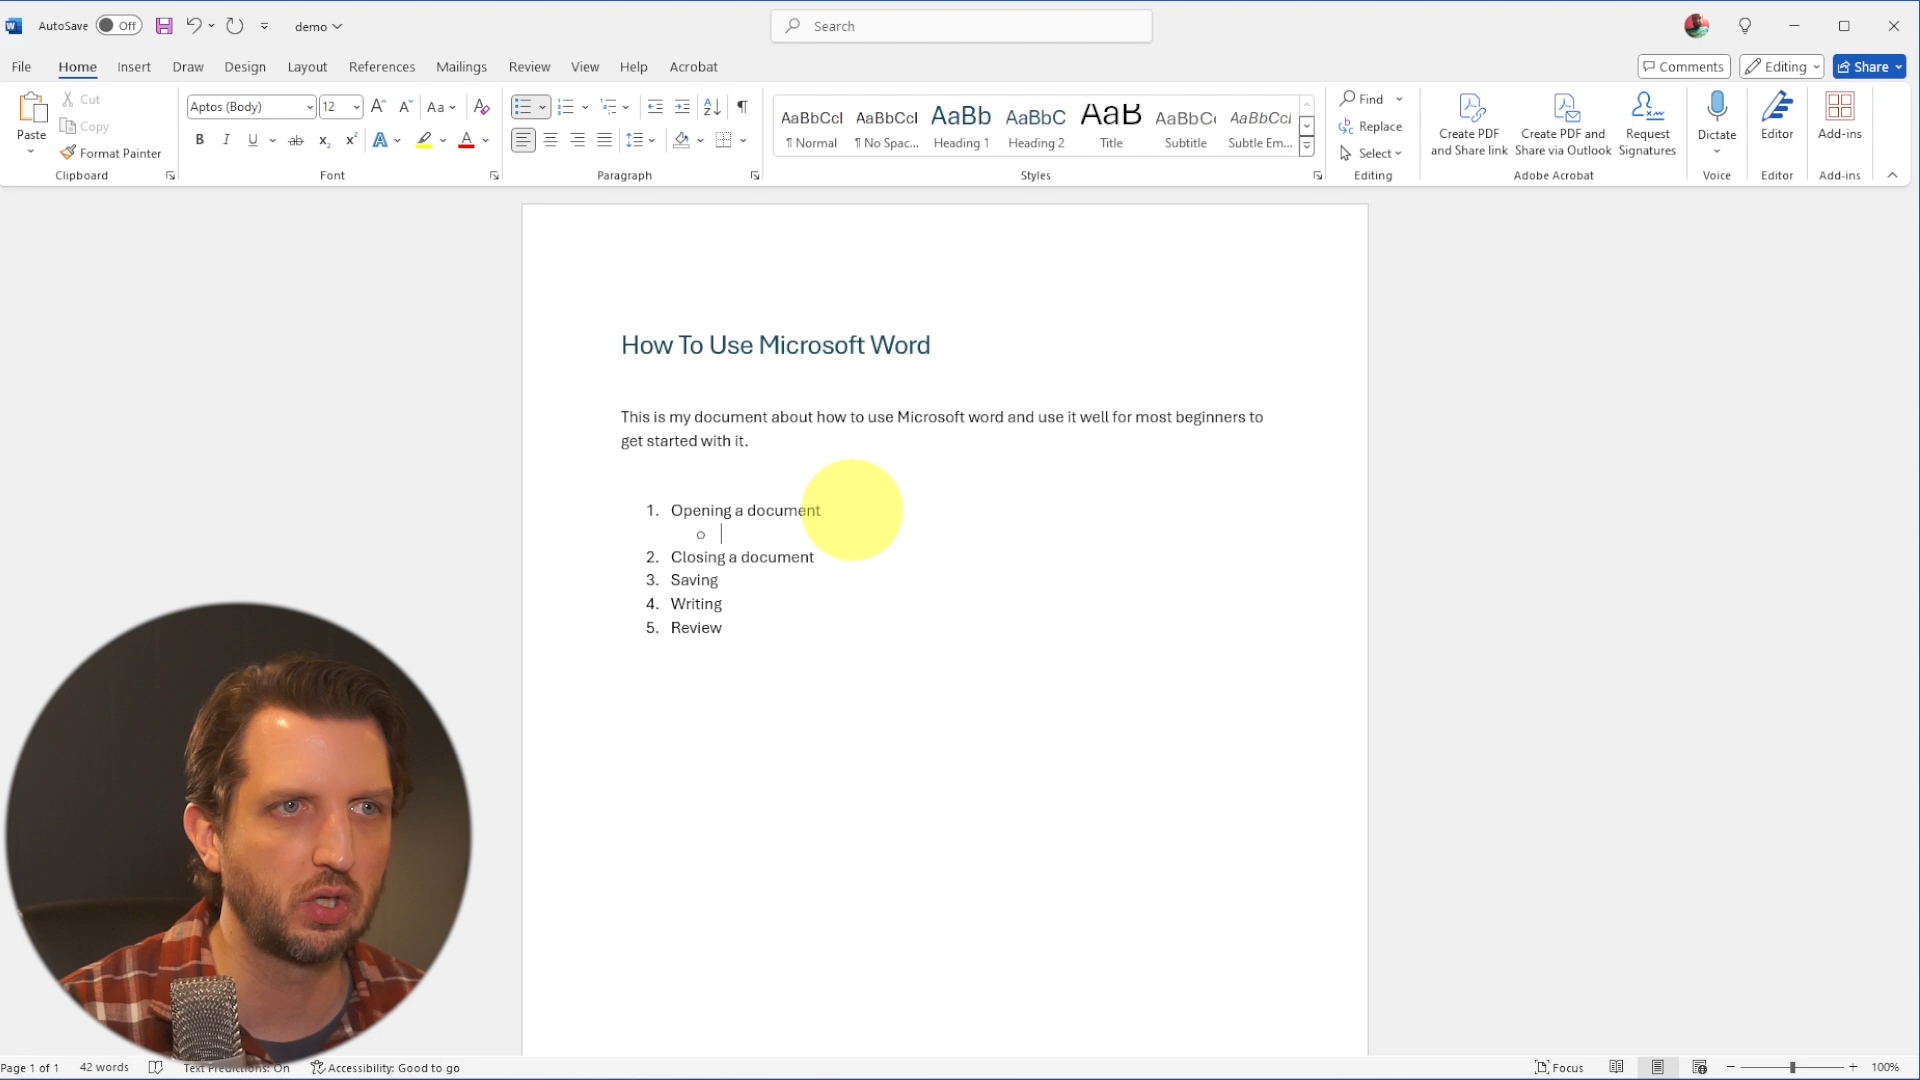 AutoSave Off demo Search
File Home Insert Draw Design Layout References Mailings Review View Help Acrobat Comments Editing Share
Paste Cut Copy Format Painter
Clipboard
Aptos (Body) 12
Font
Paragraph
AaBbCcI AaBbCcI AaBb AaBbC AaB AaBbCc AaBbCcI
¶ Normal ¶ No Spac... Heading 1 Heading 2 Title Subtitle Subtle Em...
Styles
Find
Replace
Select
Editing
Create PDF and Share link
Create PDF and Share via Outlook
Request Signatures
Adobe Acrobat
Dictate
Voice
Editor
Editor
Add-ins
Add-ins
How To Use Microsoft Word
This is my document about how to use Microsoft word and use it well for most beginners to
get started with it.
1. Opening a document
o
2. Closing a document
3. Saving
4. Writing
5. Review
Page 1 of 1 42 words Text Predictions: On Accessibility: Good to go Focus 100%